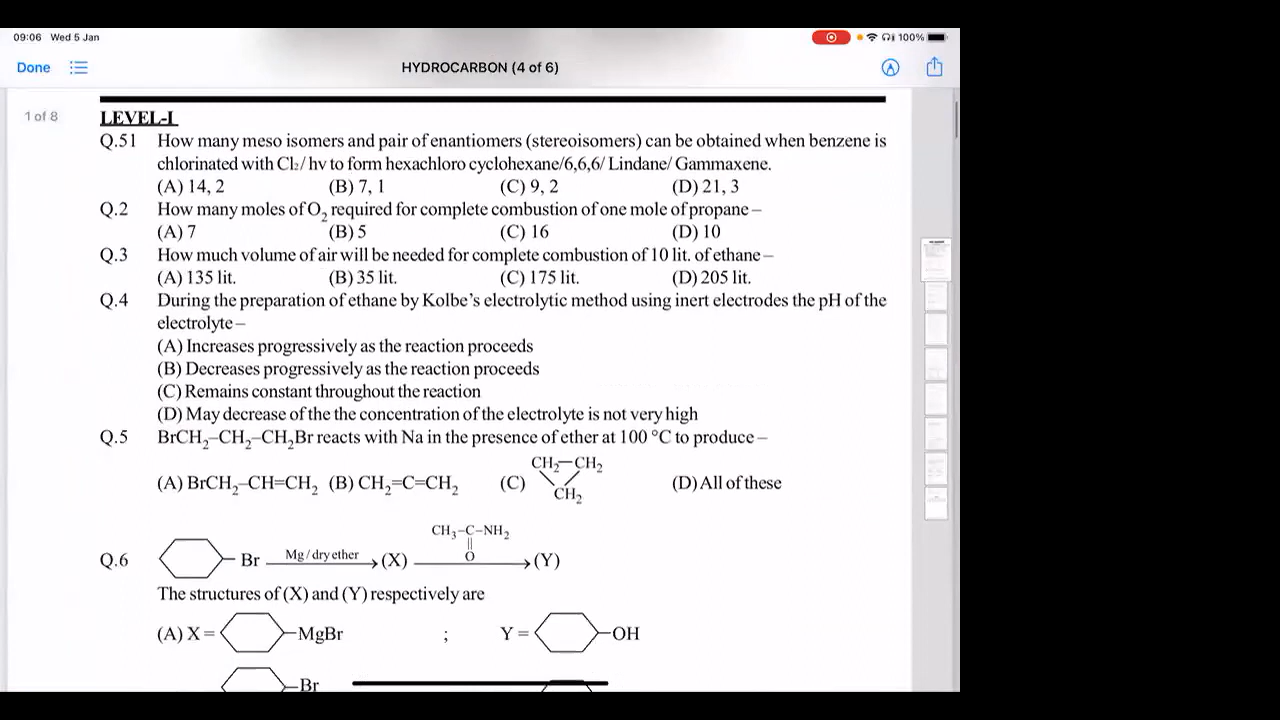 09:06 Wed 5 Jan
100%
Done
HYDROCARBON (4 of 6)
1 of 8
LEVEL-I
Q.51 How many meso isomers and pair of enantiomers (stereoisomers) can be obtained when benzene is
chlorinated with Cl₂/ hν to form hexachloro cyclohexane/6,6,6/ Lindane/ Gammaxene.
(A) 14, 2 (B) 7, 1 (C) 9, 2 (D) 21, 3
Q.2 How many moles of O₂ required for complete combustion of one mole of propane –
(A) 7 (B) 5 (C) 16 (D) 10
Q.3 How much volume of air will be needed for complete combustion of 10 lit. of ethane –
(A) 135 lit. (B) 35 lit. (C) 175 lit. (D) 205 lit.
Q.4 During the preparation of ethane by Kolbe's electrolytic method using inert electrodes the pH of the
electrolyte –
(A) Increases progressively as the reaction proceeds
(B) Decreases progressively as the reaction proceeds
(C) Remains constant throughout the reaction
(D) May decrease of the the concentration of the electrolyte is not very high
Q.5 BrCH₂–CH₂–CH₂Br reacts with Na in the presence of ether at 100 °C to produce –
CH₂–CH₂
(A) BrCH₂–CH=CH₂ (B) CH₂=C=CH₂ (C) (D) All of these
CH₂
CH₃–C–NH₂
Q.6 Br Mg / dry ether (X) O (Y)
The structures of (X) and (Y) respectively are
(A) X = MgBr ; Y = OH
Br